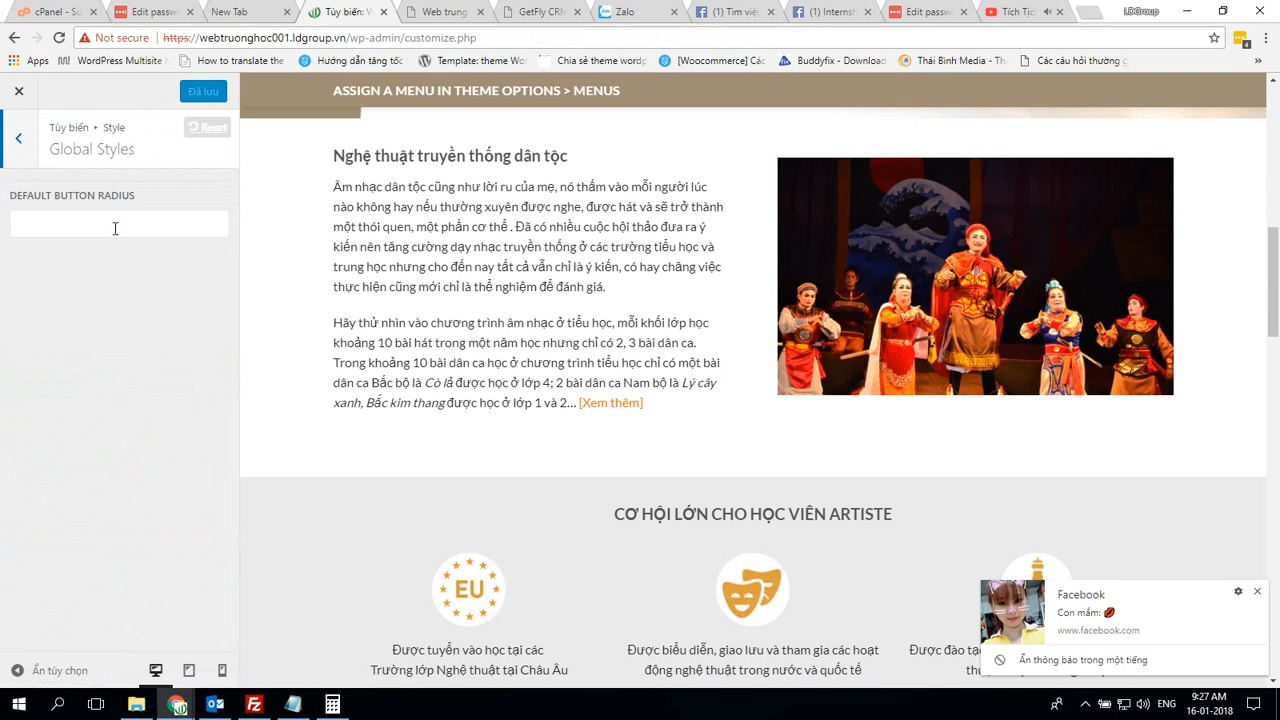 cPanel - Su
Edit passw
New Tab
Tùy biến: W
Web trung
GetFly CRM
Zalo
(1) Tìm việc
(1) Internsh
Edit passw
Tích Tịch
LDGroup
Not secure
https://webtruonghoc001.ldgroup.vn/wp-admin/customize.php
4
Apps
WordPress Multisite
How to translate the
Hướng dẫn tăng tốc
Template: theme Wor
Chia sẻ theme wordp
[Woocommerce] Các
Buddyfix - Download
Thái Bình Media - Th
Các câu hỏi thường g
»
Đã lưu
Tùy biến ▸ Style
Reset
Global Styles
DEFAULT BUTTON RADIUS
Ẩn tùy chọn
ASSIGN A MENU IN THEME OPTIONS > MENUS
Nghệ thuật truyền thống dân tộc
Âm nhạc dân tộc cũng như lời ru của mẹ, nó thấm vào mỗi người lúc
nào không hay nếu thường xuyên được nghe, được hát và sẽ trở thành
một thói quen, một phần cơ thể . Đã có nhiều cuộc hội thảo đưa ra ý
kiến nên tăng cường dạy nhạc truyền thống ở các trường tiểu học và
trung học nhưng cho đến nay tất cả vẫn chỉ là ý kiến, có hay chăng việc
thực hiện cũng mới chỉ là thể nghiệm để đánh giá.
Hãy thử nhìn vào chương trình âm nhạc ở tiểu học, mỗi khối lớp học
khoảng 10 bài hát trong một năm học nhưng chỉ có 2, 3 bài dân ca.
Trong khoảng 10 bài dân ca học ở chương trình tiểu học chỉ có một bài
dân ca Bắc bộ là Cò lả được học ở lớp 4; 2 bài dân ca Nam bộ là Lý cây
xanh, Bắc kim thang được học ở lớp 1 và 2… [Xem thêm]
CƠ HỘI LỚN CHO HỌC VIÊN ARTISTE
EU
Được tuyển vào học tại các
Trường lớp Nghệ thuật tại Châu Âu
Được biểu diễn, giao lưu và tham gia các hoạt
động nghệ thuật trong nước và quốc tế
Được đào tạ
Facebook
Con mắm: 💋
www.facebook.com
Ẩn thông báo trong một tiếng
ENG
9:27 AM
16-01-2018